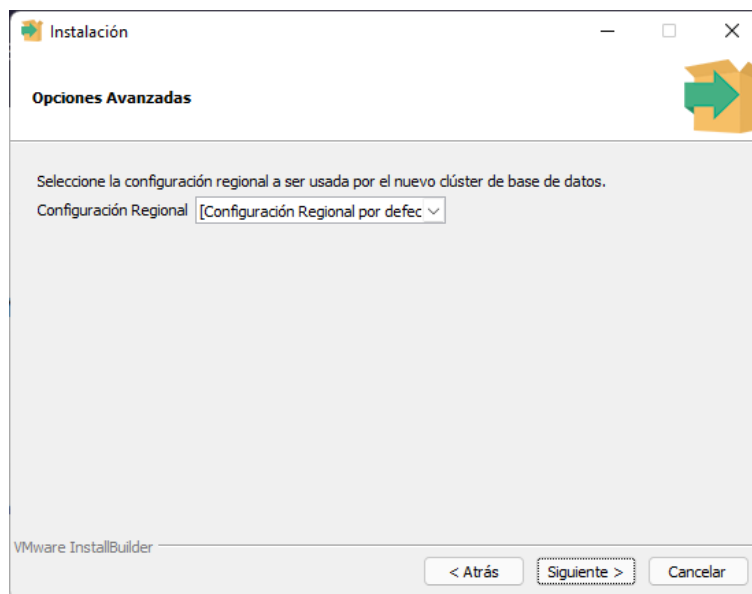 Instalación
Opciones Avanzadas
Seleccione la configuración regional a ser usada por el nuevo clúster de base de datos.
Configuración Regional [Configuración Regional por defec
VMware InstallBuilder
< Atrás Siguiente > Cancelar